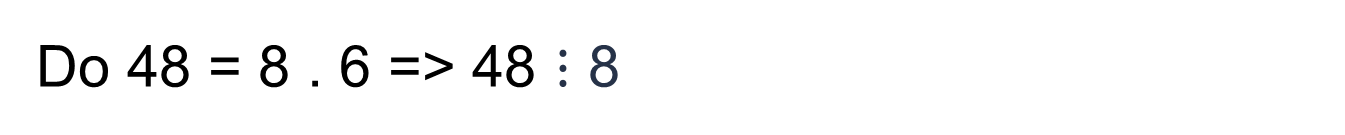 Do 48 = 8 . 6 => 48 ⋮ 8